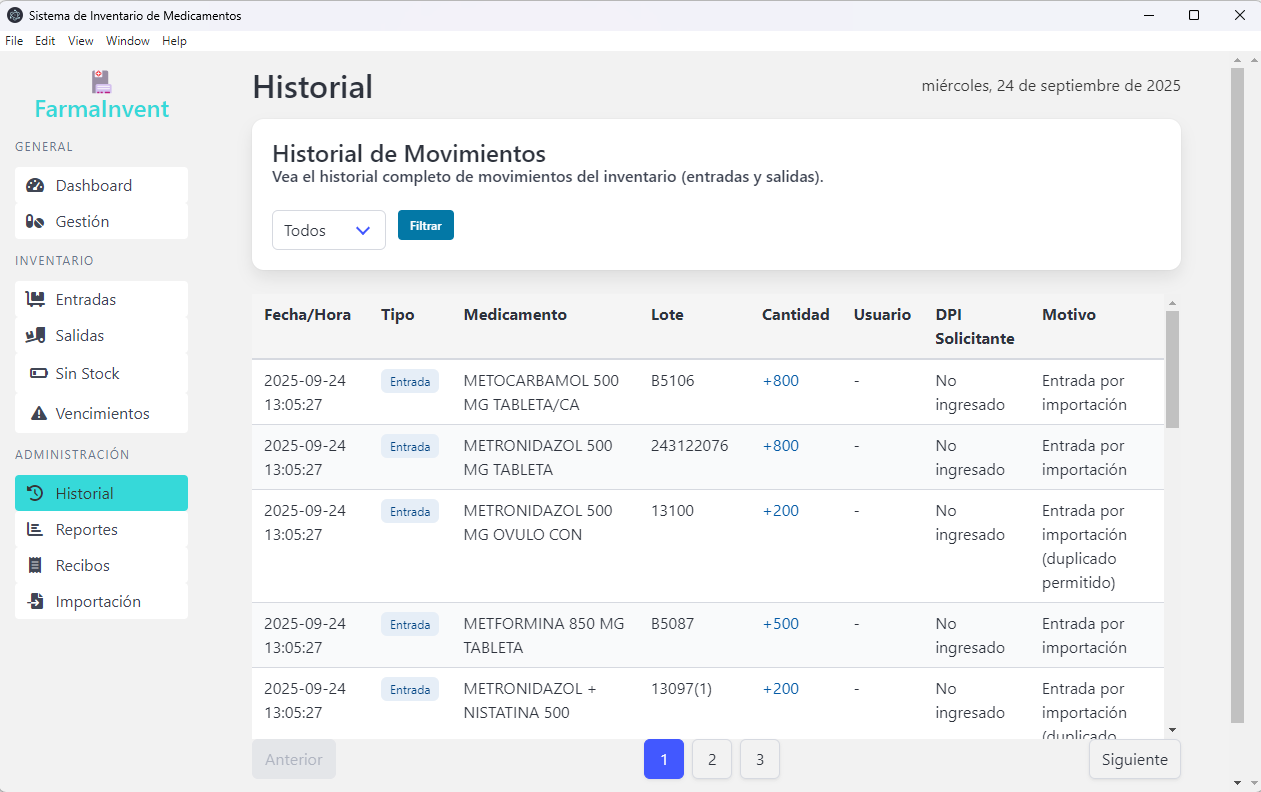 Sistema de Inventario de Medicamentos
File Edit View Window Help
FarmaInvent
GENERAL
Dashboard
Gestión
INVENTARIO
Entradas
Salidas
Sin Stock
Vencimientos
ADMINISTRACIÓN
Historial
Reportes
Recibos
Importación
Historial
miércoles, 24 de septiembre de 2025
Historial de Movimientos
Vea el historial completo de movimientos del inventario (entradas y salidas).
Todos
Filtrar
Fecha/Hora Tipo Medicamento Lote Cantidad Usuario DPI Motivo
Solicitante
2025-09-24 Entrada METOCARBAMOL 500 B5106 +800 - No Entrada por
13:05:27 MG TABLETA/CA ingresado importación
2025-09-24 Entrada METRONIDAZOL 500 243122076 +800 - No Entrada por
13:05:27 MG TABLETA ingresado importación
2025-09-24 Entrada METRONIDAZOL 500 13100 +200 - No Entrada por
13:05:27 MG OVULO CON ingresado importación
(duplicado
permitido)
2025-09-24 Entrada METFORMINA 850 MG B5087 +500 - No Entrada por
13:05:27 TABLETA ingresado importación
2025-09-24 Entrada METRONIDAZOL + 13097(1) +200 - No Entrada por
13:05:27 NISTATINA 500 ingresado importación
(duplicado
Anterior 1 2 3 Siguiente